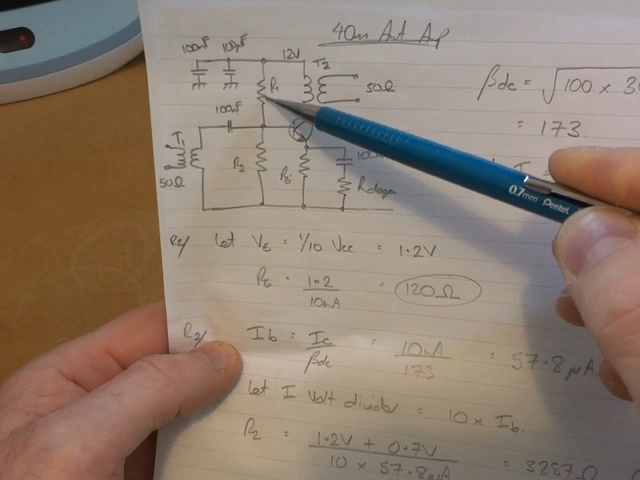 40m Ant Ap
100nF 100nF 12V T2
R1 50Ω
βdc = √100 × 3
= 173
100nF
T1
R2 RE Rdegen
50Ω
RE/ Let VE = 1/10 Vcc = 1.2V
RE = 1.2 / 10mA = 120Ω
0.7mm Pentel
R2/ Ib = Ic / βdc = 10mA / 173 = 57.8μA
Let I Volt divider = 10 × Ib
R2 = 1.2V + 0.7V / 10 × 57.8μA = 3287Ω